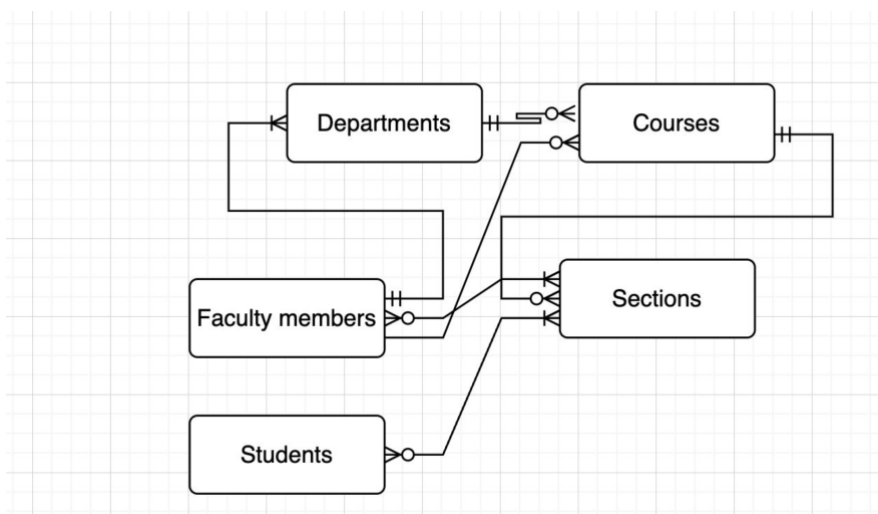 Departments
Courses
Faculty members
Sections
Students